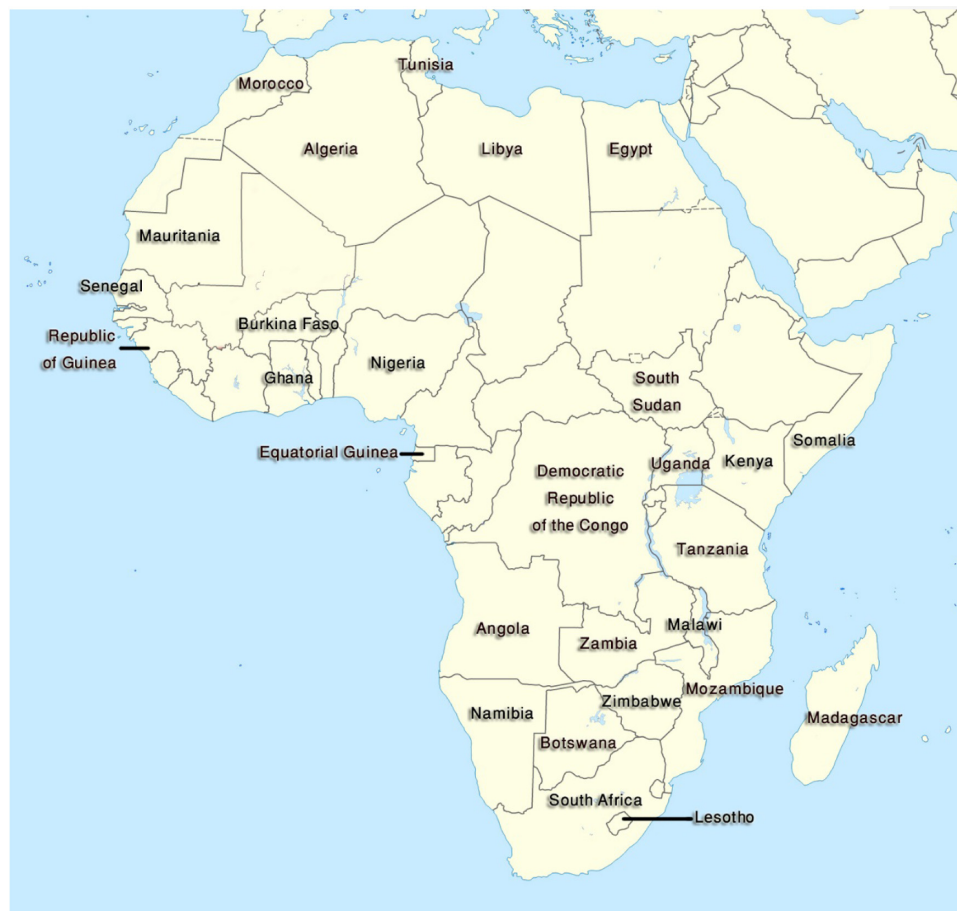 Tunisia
Morocco
Algeria
Libya
Egypt
Mauritania
Senegal
Burkina Faso
Republic
of Guinea
Nigeria
Ghana
South
Sudan
Somalia
Equatorial Guinea
Uganda
Kenya
Democratic
Republic
of the Congo
Tanzania
Angola
Malawi
Zambia
Mozambique
Zimbabwe
Namibia
Madagascar
Botswana
South Africa
Lesotho